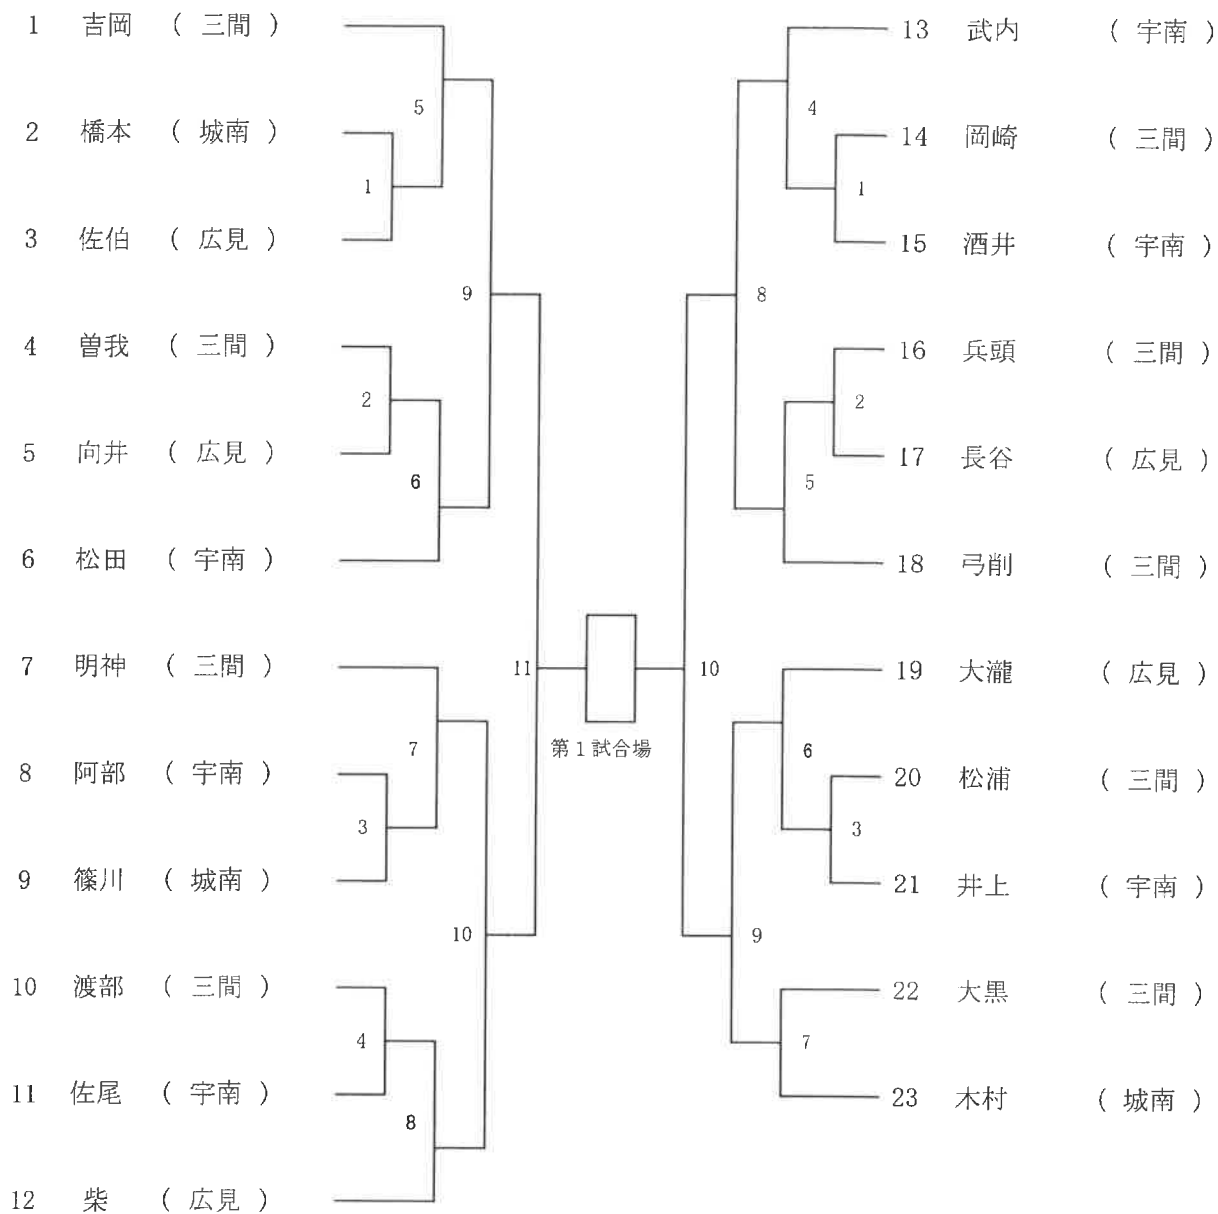 1 吉岡 ( 三間 )
2 橋本 ( 城南 )
3 佐伯 ( 広見 )
4 曽我 ( 三間 )
5 向井 ( 広見 )
6 松田 ( 宇南 )
7 明神 ( 三間 )
8 阿部 ( 宇南 )
9 篠川 ( 城南 )
10 渡部 ( 三間 )
11 佐尾 ( 宇南 )
12 柴 ( 広見 )
5
1
9
2
6
11
7
3
10
4
8
第1試合場
4
1
8
2
5
10
6
3
9
7
13 武内 ( 宇南 )
14 岡崎 ( 三間 )
15 酒井 ( 宇南 )
16 兵頭 ( 三間 )
17 長谷 ( 広見 )
18 弓削 ( 三間 )
19 大瀧 ( 広見 )
20 松浦 ( 三間 )
21 井上 ( 宇南 )
22 大黒 ( 三間 )
23 木村 ( 城南 )